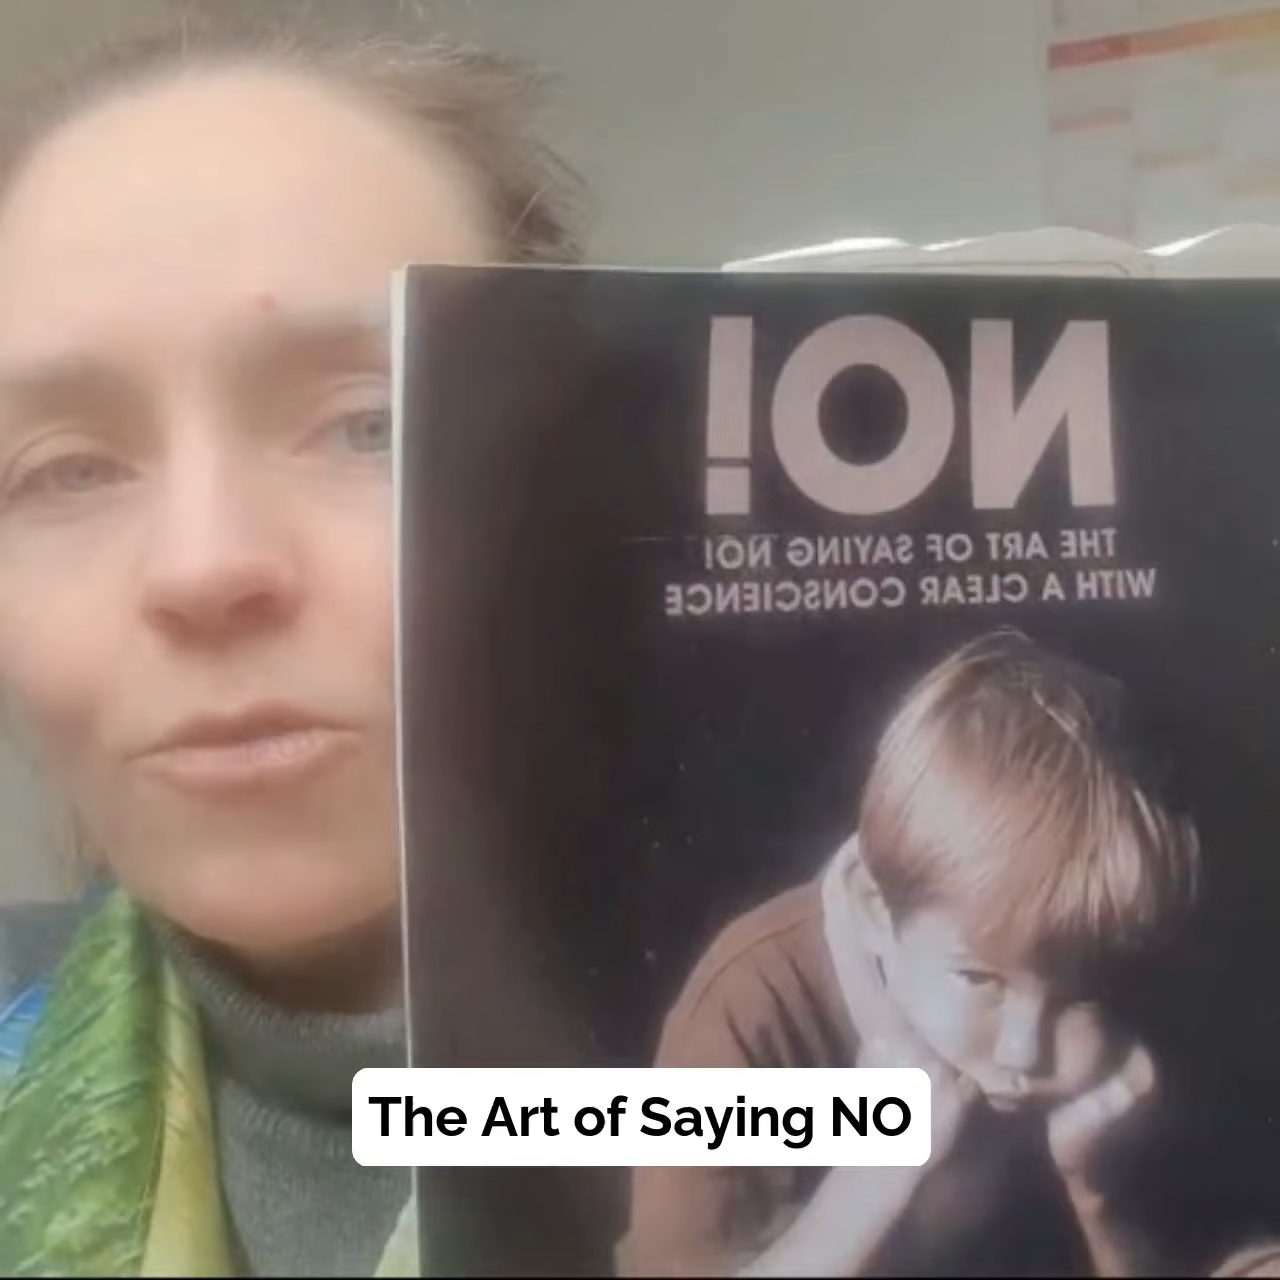 NO!
THE ART OF SAYING NO!
WITH A CLEAR CONSCIENCE
The Art of Saying NO